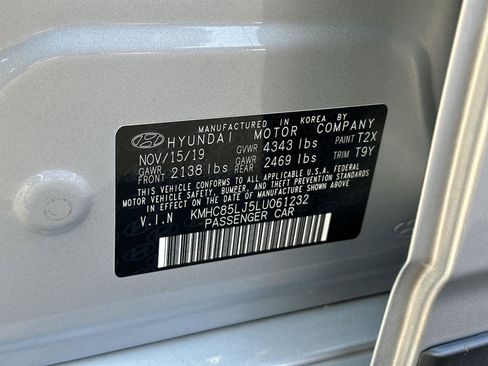 MANUFACTURED IN KOREA BY
HYUNDAI MOTOR COMPANY
NOV/15/19 GVWR 4343 lbs PAINT T2X
GAWR FRONT 2138 lbs GAWR REAR 2469 lbs TRIM T9Y
THIS VEHICLE CONFORMS TO ALL APPLICABLE U.S.A. FEDERAL
MOTOR VEHICLE SAFETY, BUMPER, AND THEFT PREVENTION
STANDARDS IN EFFECT ON THE DATE OF MANUFACTURE SHOWN ABOVE.
V.I.N KMHC85LJ5LU061232
PASSENGER CAR